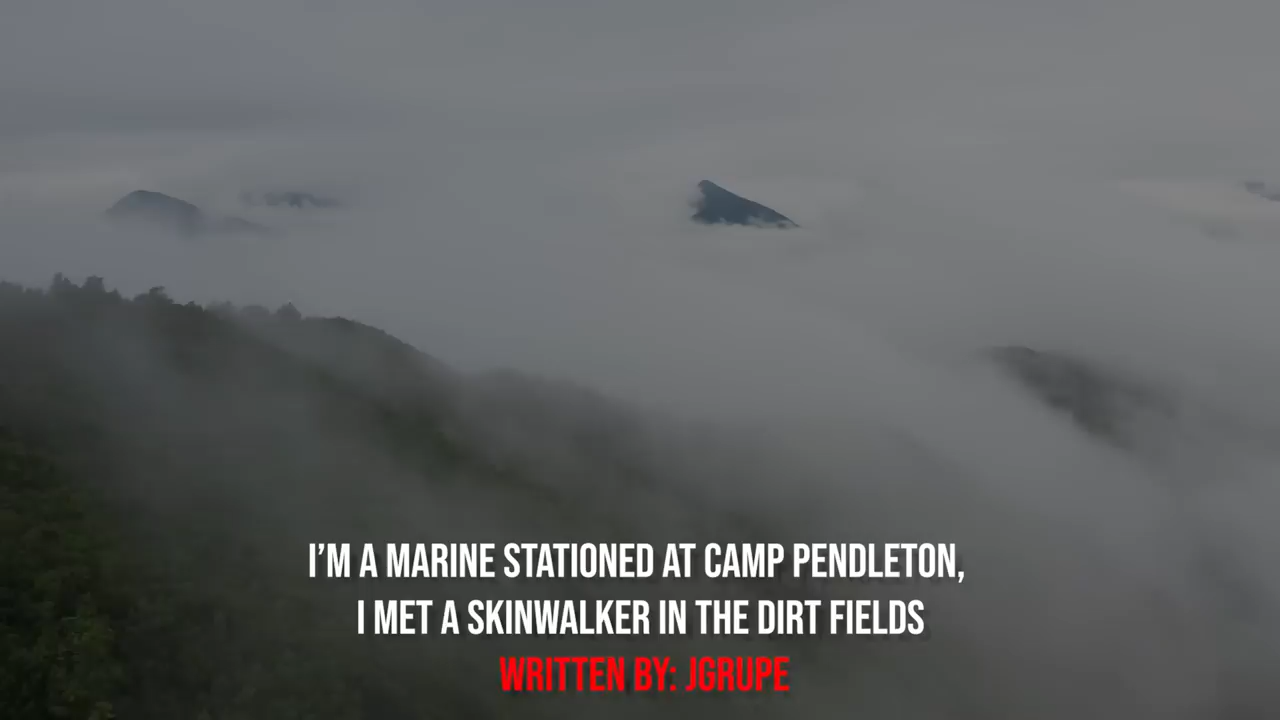 I'M A MARINE STATIONED AT CAMP PENDLETON,
I MET A SKINWALKER IN THE DIRT FIELDS
WRITTEN BY: JGRUPE